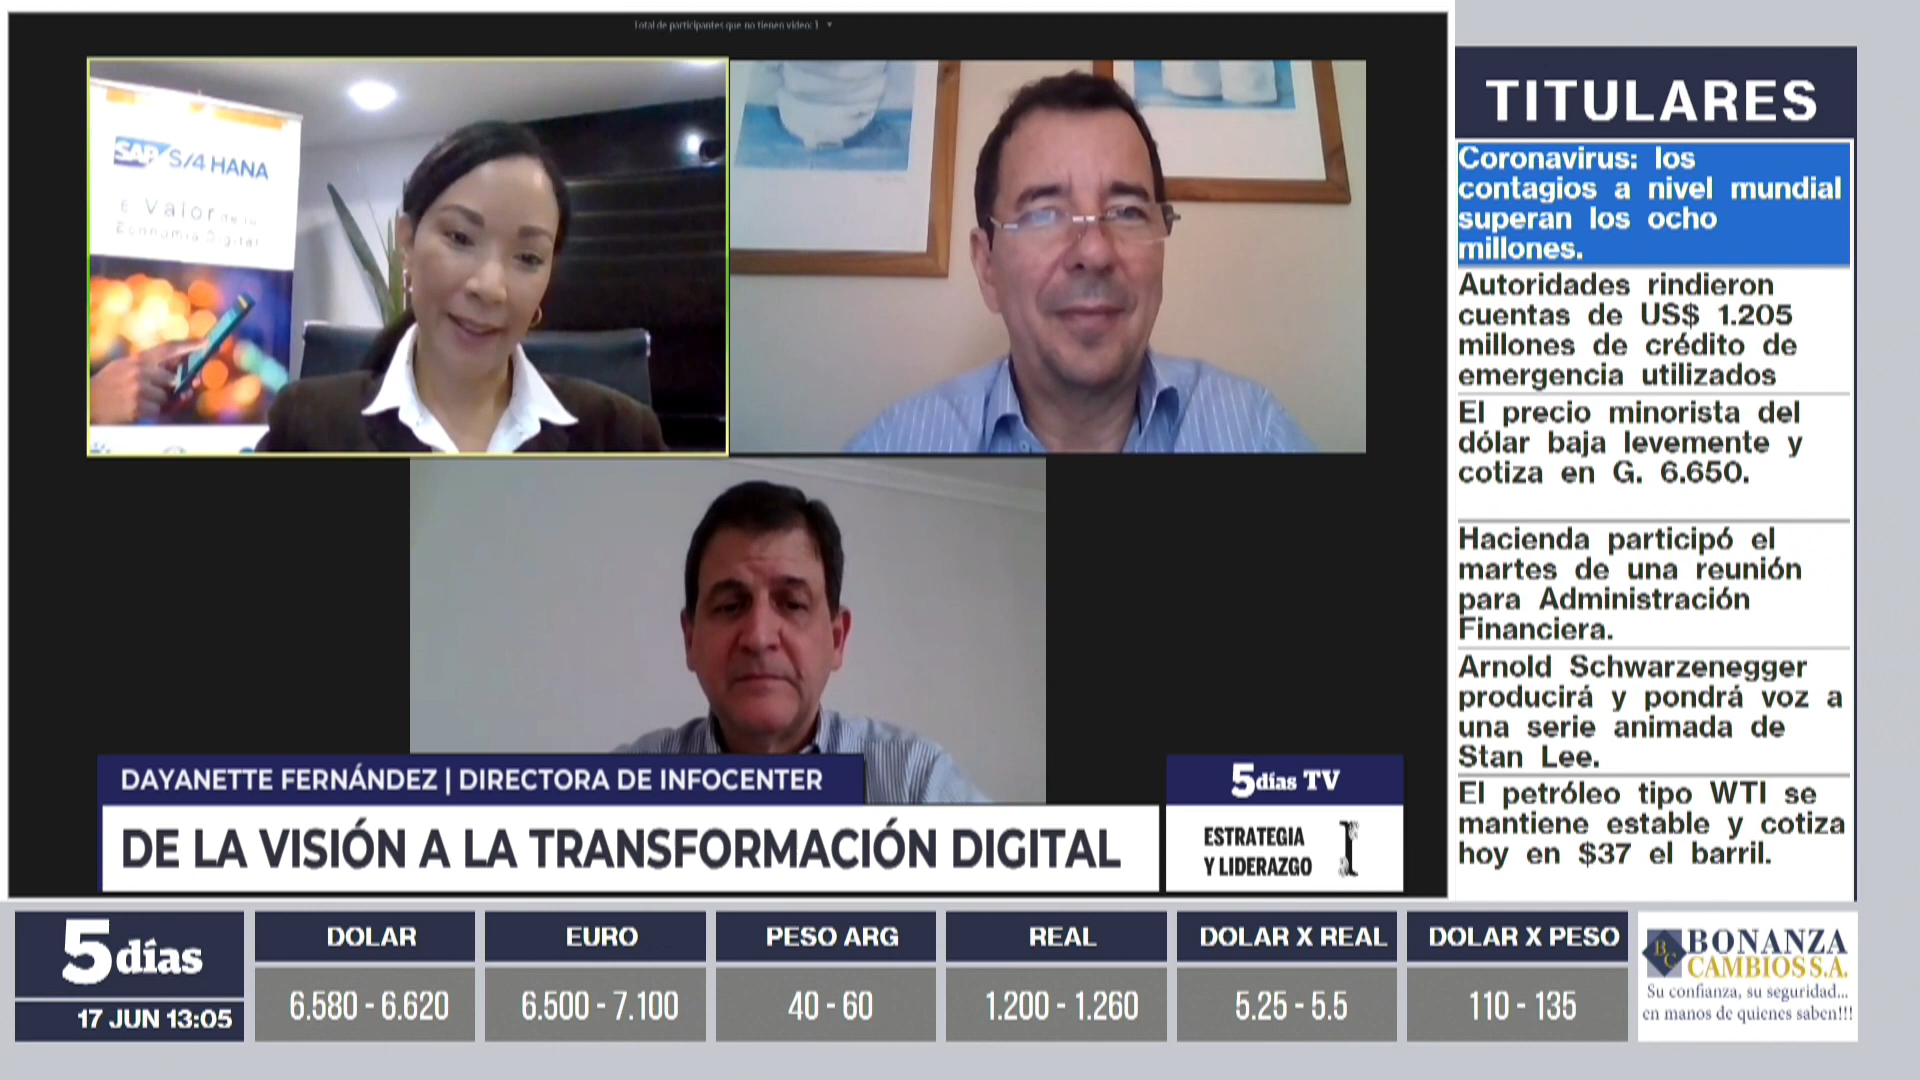 Total de participantes que no tienen video: 1
SAP S/4 HANA
Valor de la
Economía Digital
TITULARES
Coronavirus: los
contagios a nivel mundial
superan los ocho
millones.
Autoridades rindieron
cuentas de US$ 1.205
millones de crédito de
emergencia utilizados
El precio minorista del
dólar baja levemente y
cotiza en G. 6.650.
Hacienda participó el
martes de una reunión
para Administración
Financiera.
Arnold Schwarzenegger
producirá y pondrá voz a
una serie animada de
Stan Lee.
El petróleo tipo WTI se
mantiene estable y cotiza
hoy en $37 el barril.
DAYANETTE FERNÁNDEZ | DIRECTORA DE INFOCENTER
DE LA VISIÓN A LA TRANSFORMACIÓN DIGITAL
5días TV
ESTRATEGIA
Y LIDERAZGO
5días
17 JUN 13:05
DOLAR
6.580 - 6.620
EURO
6.500 - 7.100
PESO ARG
40 - 60
REAL
1.200 - 1.260
DOLAR X REAL
5.25 - 5.5
DOLAR X PESO
110 - 135
BC
BONANZA
CAMBIOS S.A.
Su confianza, su seguridad...
en manos de quienes saben!!!